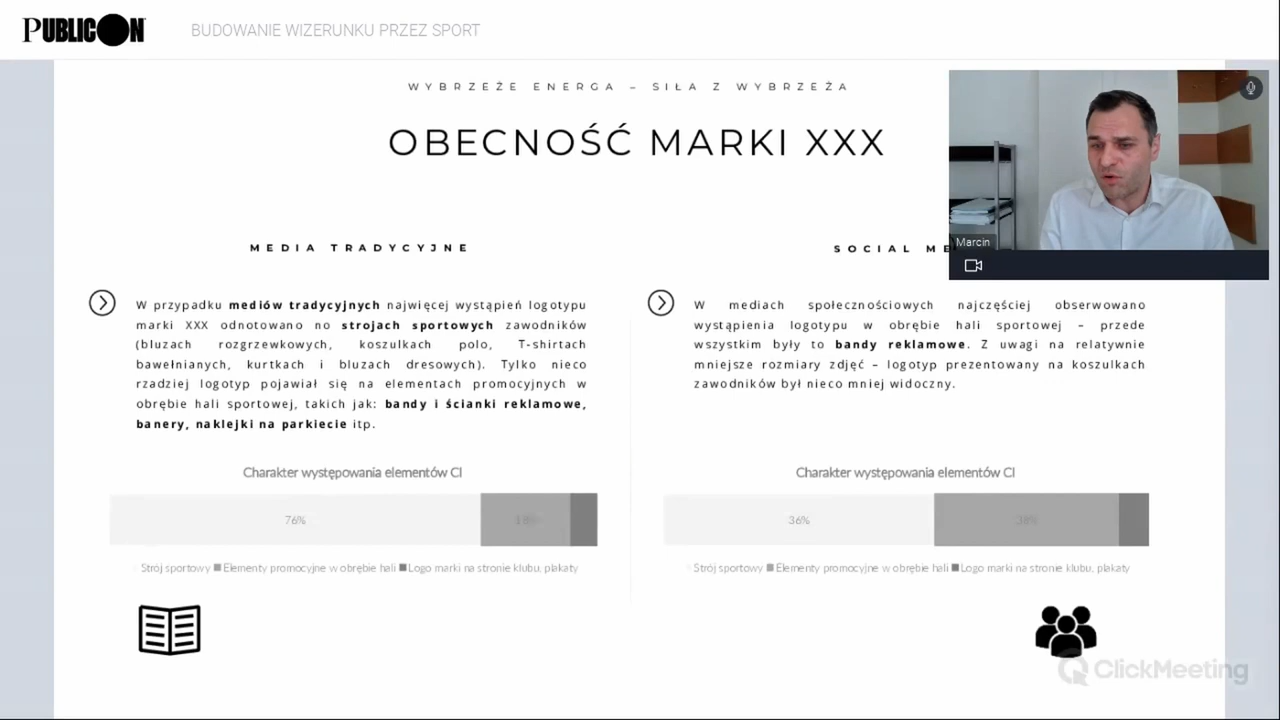 PUBLICON
BUDOWANIE WIZERUNKU PRZEZ SPORT
WYBRZEŻE ENERGA – SIŁA Z WYBRZEŻA
OBECNOŚĆ MARKI XXX
Marcin
MEDIA TRADYCYJNE
W przypadku mediów tradycyjnych najwięcej wystąpień logotypu
marki XXX odnotowano no strojach sportowych zawodników
(bluzach rozgrzewkowych, koszulkach polo, T-shirtach
bawełnianych, kurtkach i bluzach dresowych). Tylko nieco
rzadziej logotyp pojawiał się na elementach promocyjnych w
obrębie hali sportowej, takich jak: bandy i ścianki reklamowe,
banery, naklejki na parkiecie itp.
Charakter występowania elementów CI
76%
Strój sportowy Elementy promocyjne w obrębie hali Logo marki na stronie klubu, plakaty
SOCIAL ME
W mediach społecznościowych najczęściej obserwowano
wystąpienia logotypu w obrębie hali sportowej – przede
wszystkim były to bandy reklamowe. Z uwagi na relatywnie
mniejsze rozmiary zdjęć – logotyp prezentowany na koszulkach
zawodników był nieco mniej widoczny.
Charakter występowania elementów CI
36%
Strój sportowy Elementy promocyjne w obrębie hali Logo marki na stronie klubu, plakaty
ClickMeeting